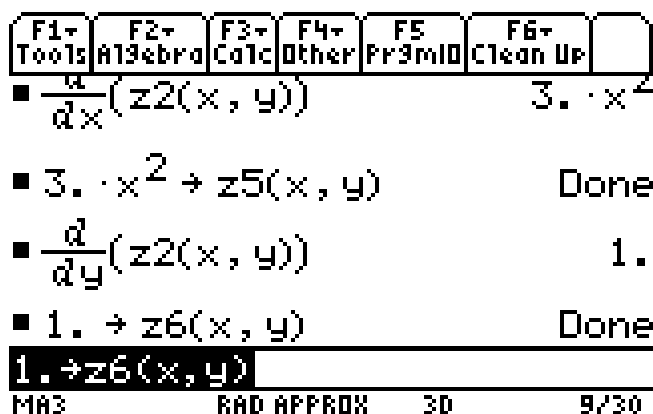 F1▾ F2▾ F3▾ F4▾ F5 F6▾
Tools Algebra Calc Other PrgmIO Clean Up
■ d/dx(z2(x, y)) 3. ·x²
■ 3. ·x² → z5(x, y) Done
■ d/dy(z2(x, y)) 1.
■ 1. → z6(x, y) Done
1.→z6(x,y)
MA3 RAD APPROX 3D 9/30